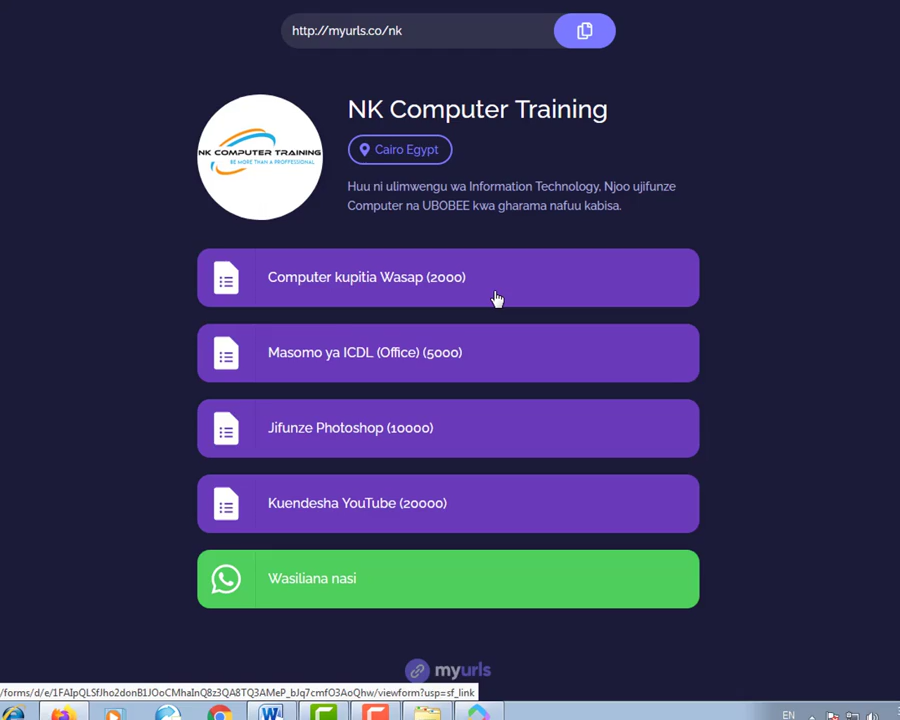 http://myurls.co/nk
NK Computer Training
NK COMPUTER TRAINING
BE MORE THAN A PROFFESSIONAL
Cairo Egypt
Huu ni ulimwengu wa Information Technology, Njoo ujifunze
Computer na UBOBEE kwa gharama nafuu kabisa.
Computer kupitia Wasap (2000)
Masomo ya ICDL (Office) (5000)
Jifunze Photoshop (10000)
Kuendesha YouTube (20000)
Wasiliana nasi
myurls
/forms/d/e/1FAIpQLSfJho2donB1JOoCMhaInQ8z3QA8TQ3AMeP_bJq7cmfO3AoQhw/viewform?usp=sf_link
EN